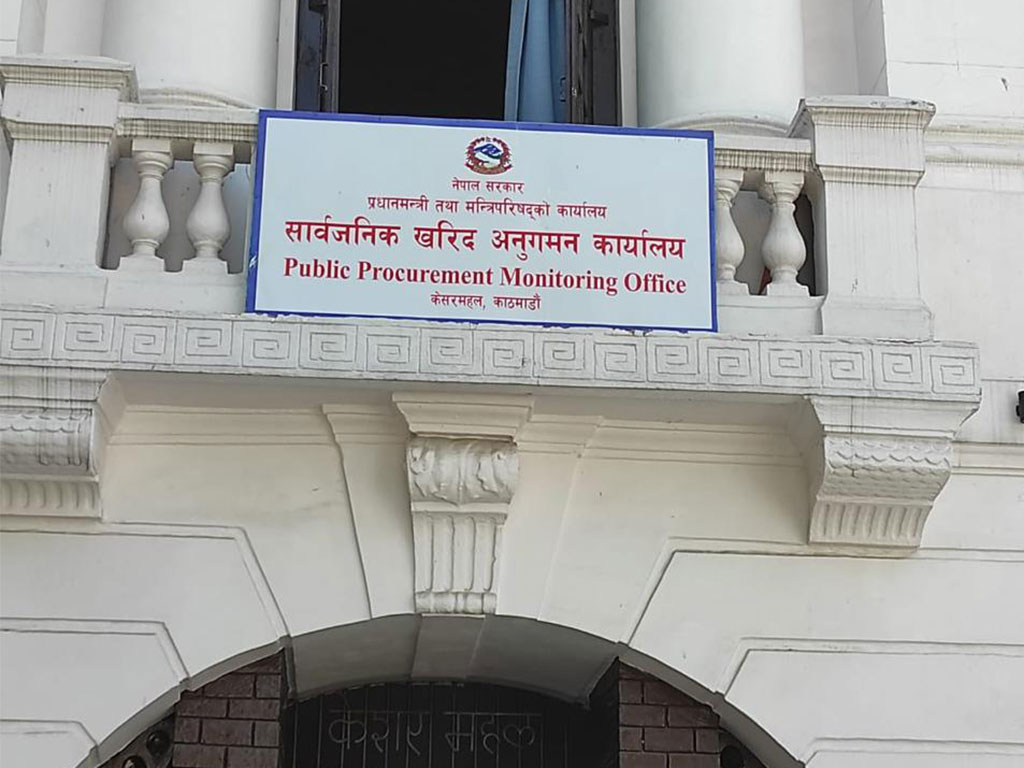 नेपाल सरकार
प्रधानमन्त्री तथा मन्त्रिपरिषद्को कार्यालय
सार्वजनिक खरिद अनुगमन कार्यालय
Public Procurement Monitoring Office
केसरमहल, काठमाडौं
केशर महल